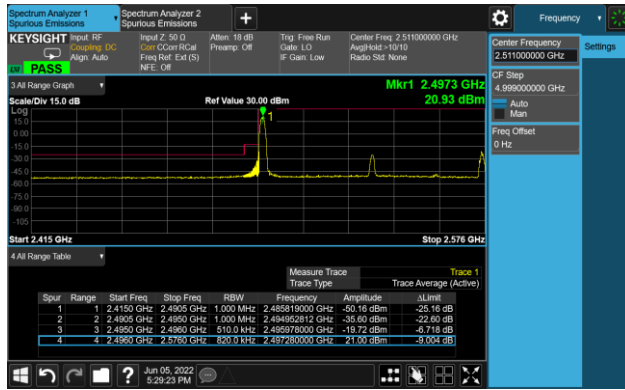 Spectrum Analyzer 1
Spurious Emissions
Spectrum Analyzer 2
Spurious Emissions
+
Frequency
KEYSIGHT
Input: RF
Coupling: DC
Align: Auto
Input Z: 50 Ω
Corr CCorr RCal
Freq Ref: Ext (S)
NFE: Off
Atten: 18 dB
Preamp: Off
Trig: Free Run
Gate: LO
IF Gain: Low
Center Freq: 2.511000000 GHz
Avg|Hold:>10/10
Radio Std: None
PASS
Center Frequency
2.511000000 GHz
Settings
CF Step
4.999000000 GHz
Auto
Man
Freq Offset
0 Hz
3 All Range Graph
Mkr1 2.4973 GHz
Scale/Div 15.0 dB
Ref Value 30.00 dBm
20.93 dBm
Log
15.0
0.00
-15.0
-30.0
-45.0
-60.0
-75.0
-90.0
-105
1
Start 2.415 GHz
Stop 2.576 GHz
4 All Range Table
Measure Trace Trace 1
Trace Type Trace Average (Active)
Spur Range Start Freq Stop Freq RBW Frequency Amplitude ΔLimit
1 1 2.4150 GHz 2.4905 GHz 1.000 MHz 2.485819000 GHz -50.16 dBm -25.16 dB
2 2 2.4905 GHz 2.4950 GHz 1.000 MHz 2.494952812 GHz -35.60 dBm -22.60 dB
3 3 2.4950 GHz 2.4960 GHz 510.0 kHz 2.495978000 GHz -19.72 dBm -6.718 dB
4 4 2.4960 GHz 2.5760 GHz 820.0 kHz 2.497280000 GHz 21.00 dBm -9.004 dB
?
Jun 05, 2022
5:29:23 PM